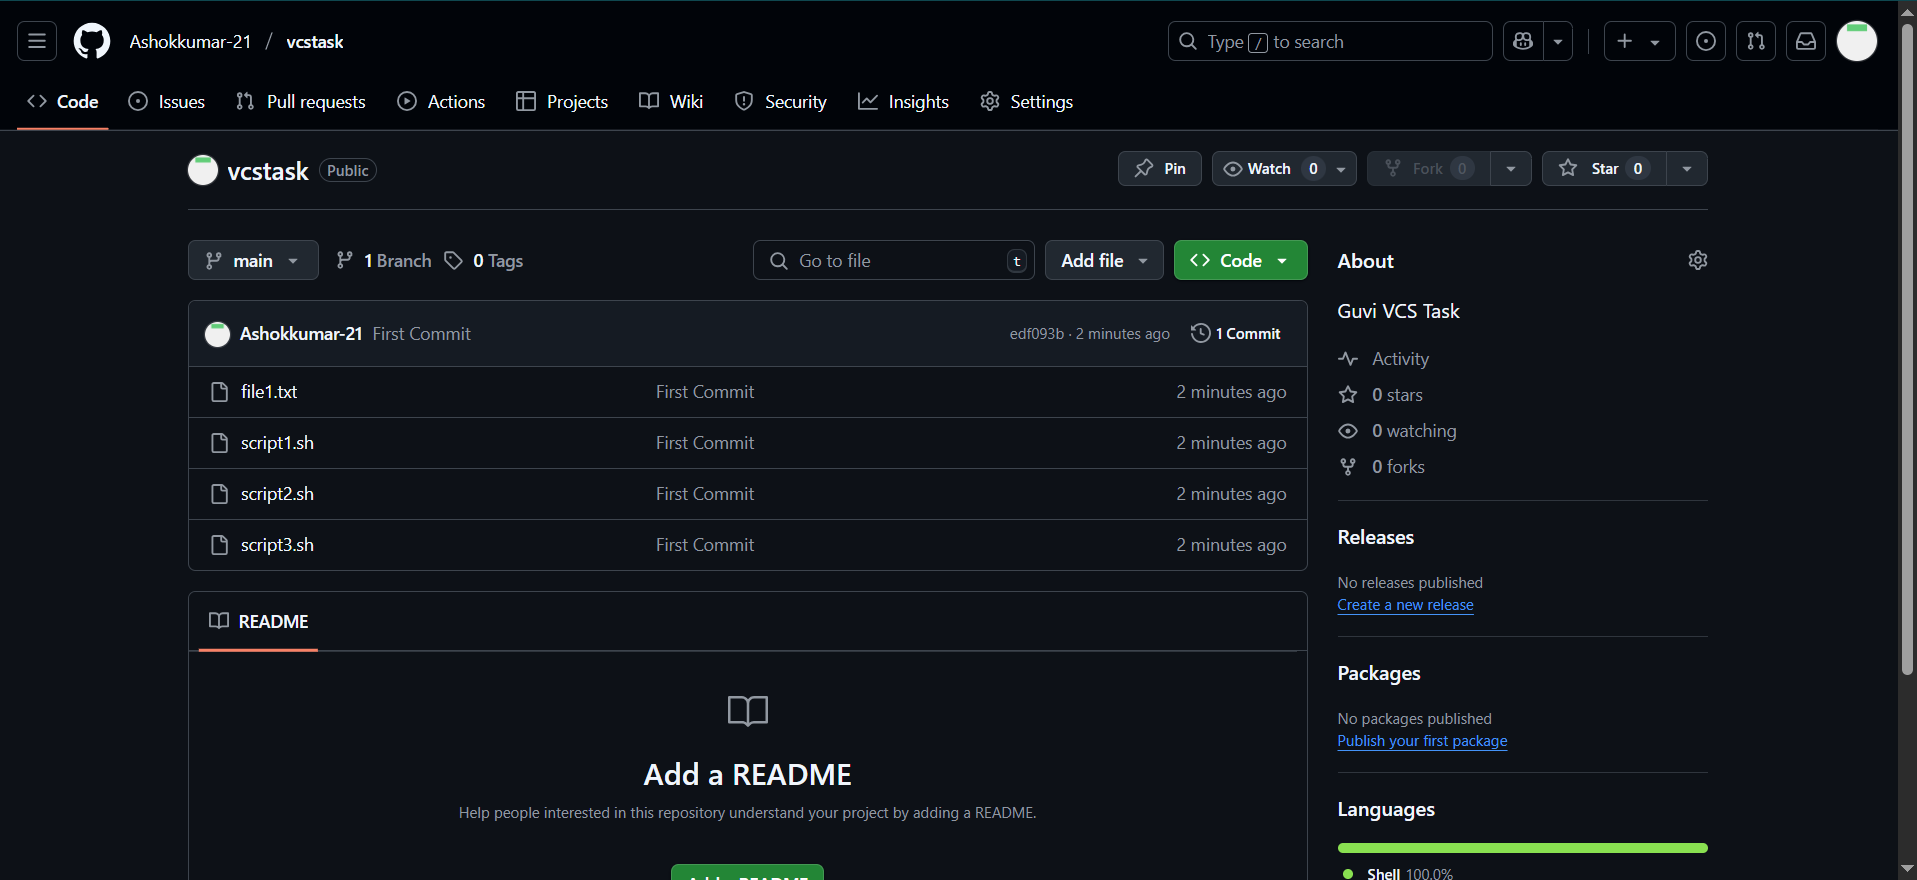 Ashokkumar-21 / vcstask
Type / to search
Code Issues Pull requests Actions Projects Wiki Security Insights Settings
vcstask Public
Pin Watch 0 Fork 0 Star 0
main 1 Branch 0 Tags
Go to file t Add file Code
Ashokkumar-21 First Commit edf093b · 2 minutes ago 1 Commit
file1.txt First Commit 2 minutes ago
script1.sh First Commit 2 minutes ago
script2.sh First Commit 2 minutes ago
script3.sh First Commit 2 minutes ago
README
Add a README
Help people interested in this repository understand your project by adding a README.
Add a README
About
Guvi VCS Task
Activity
0 stars
0 watching
0 forks
Releases
No releases published
Create a new release
Packages
No packages published
Publish your first package
Languages
Shell 100.0%